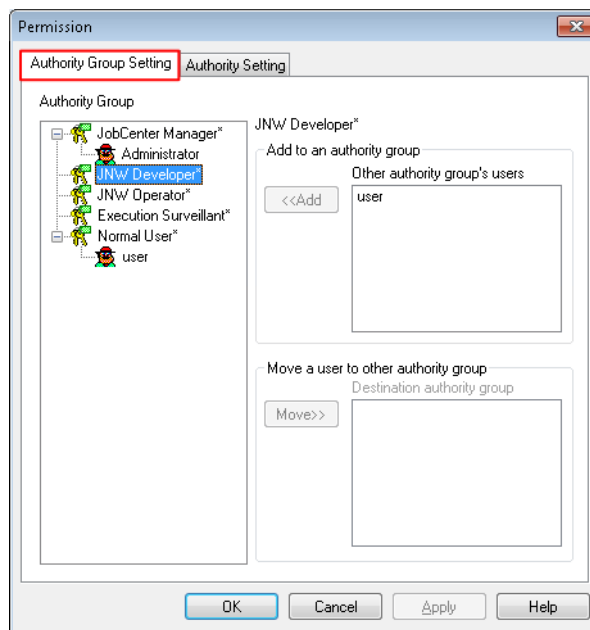 Permission
Authority Group Setting
Authority Setting
Authority Group
JobCenter Manager*
Administrator
JNW Developer*
JNW Operator*
Execution Surveillant*
Normal User*
user
JNW Developer*
Add to an authority group
Other authority group's users
<<Add
user
Move a user to other authority group
Destination authority group
Move>>
OK
Cancel
Apply
Help